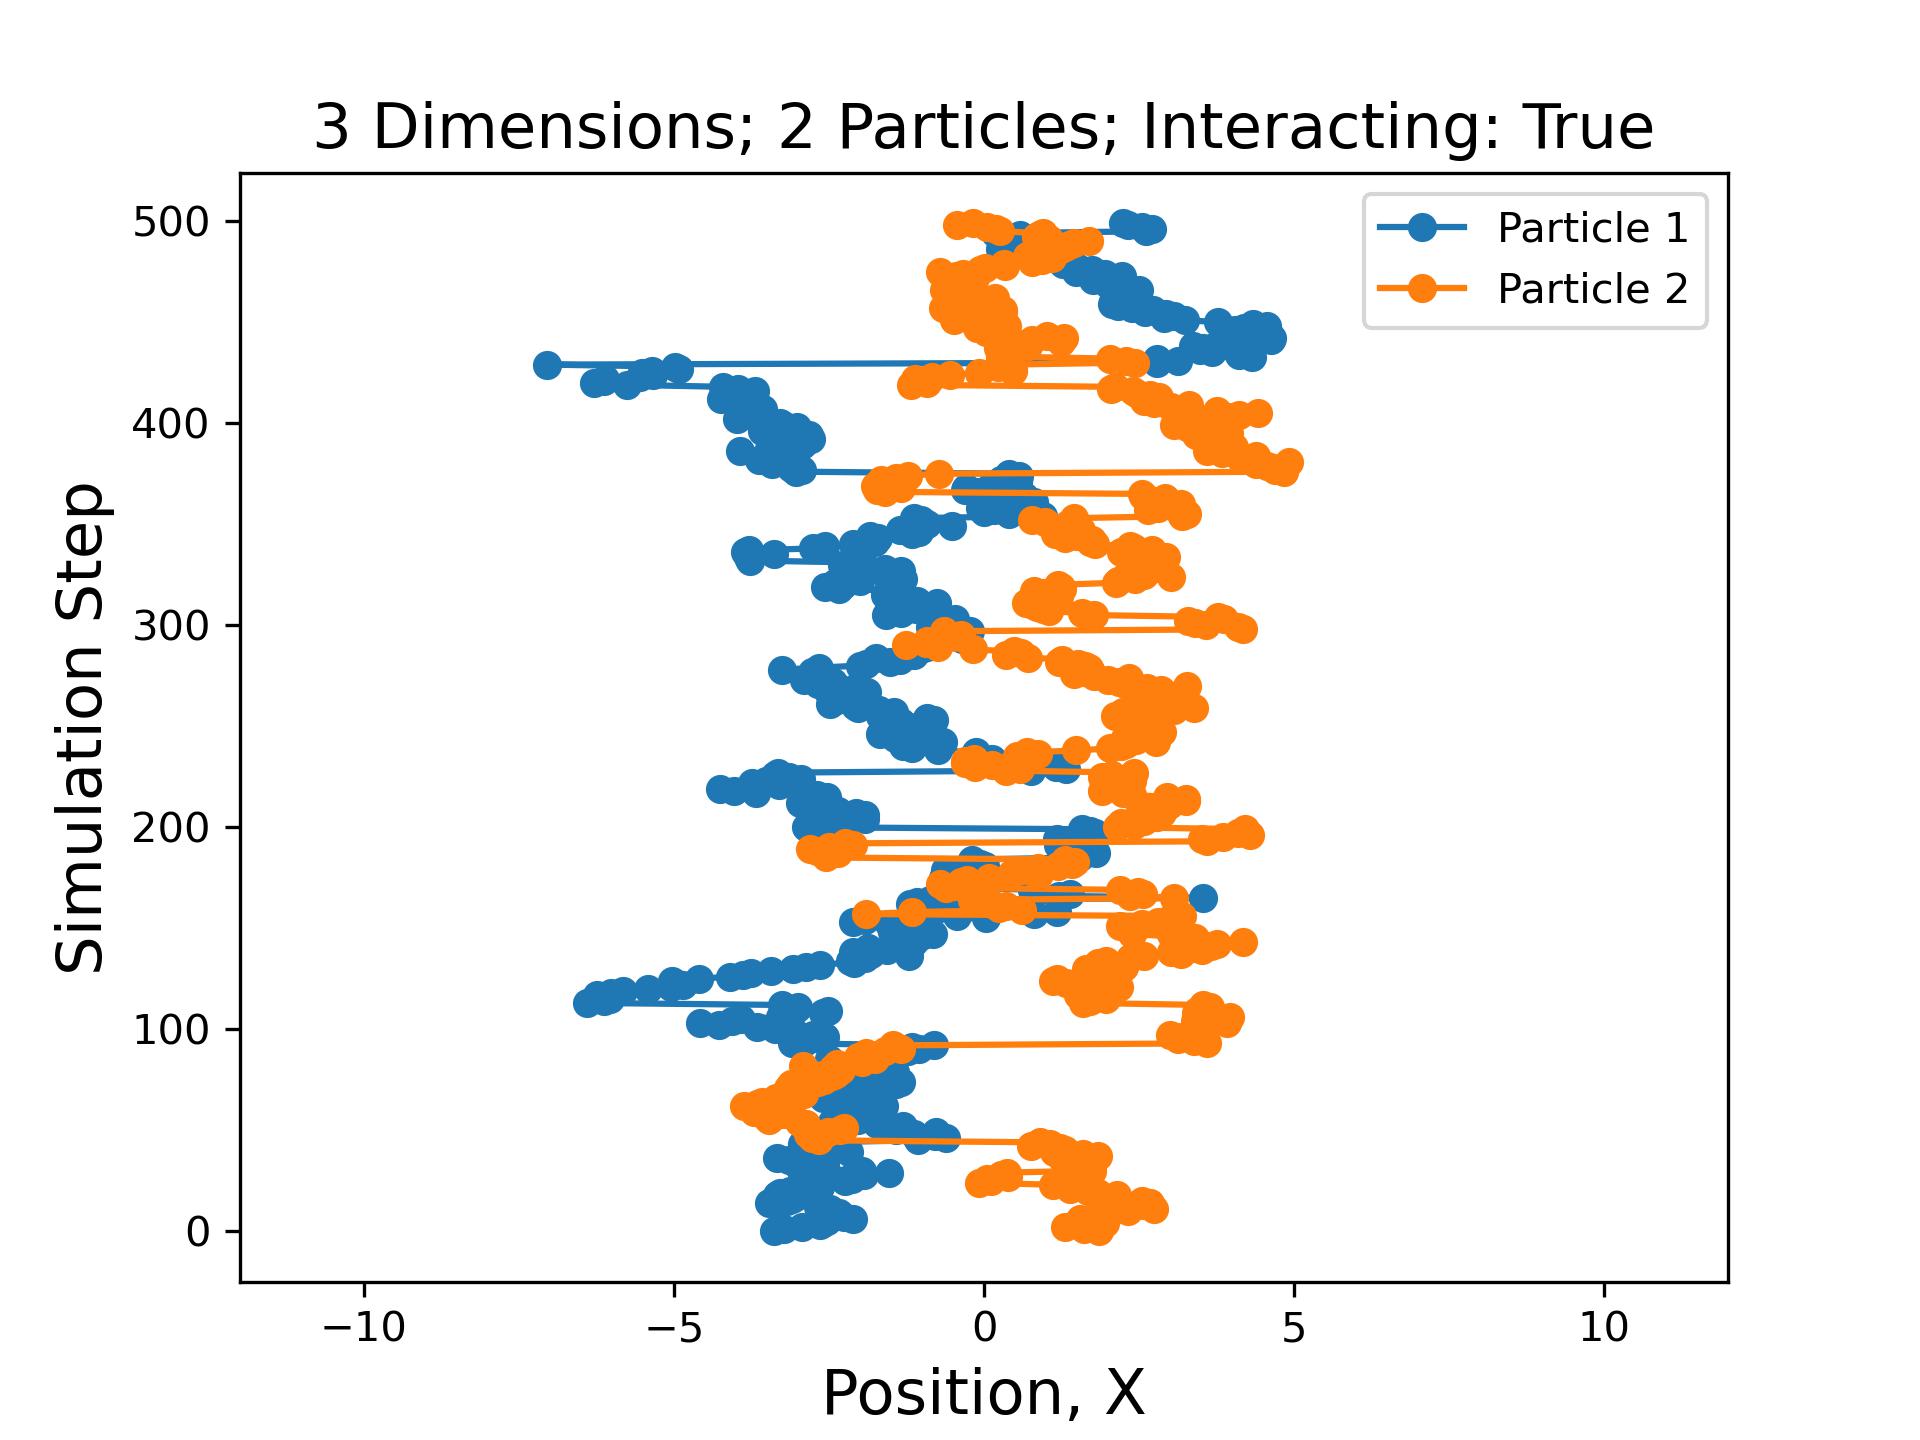 3 Dimensions; 2 Particles; Interacting: True
Particle 1
Particle 2
500
400
300
200
100
0
Simulation Step
−10
−5
0
5
10
Position, X